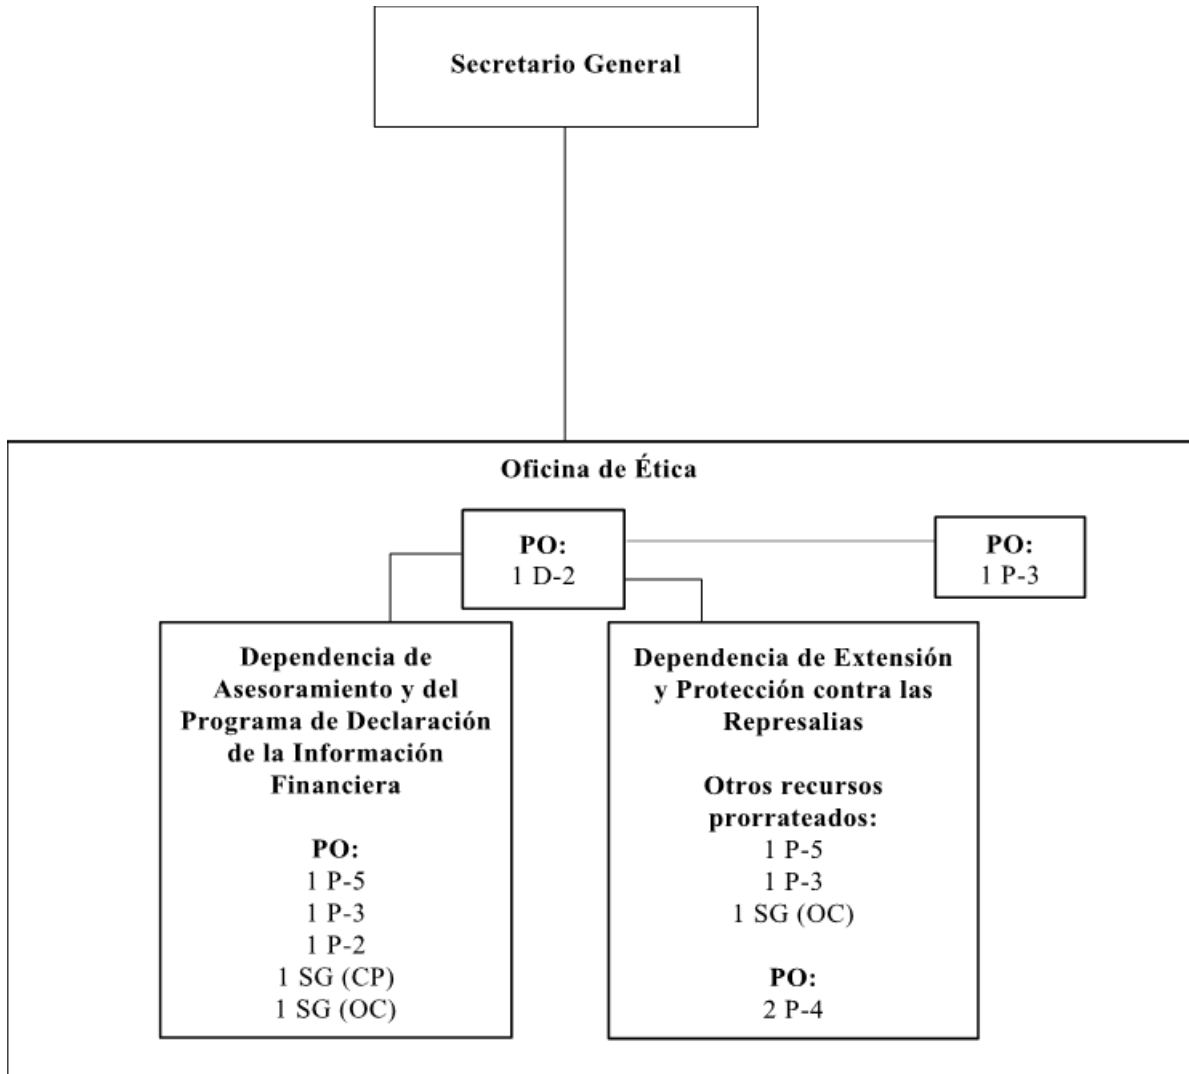 Secretario General
Oficina de Ética
PO:
1 D-2
PO:
1 P-3
Dependencia de
Asesoramiento y del
Programa de Declaración
de la Información
Financiera
PO:
1 P-5
1 P-3
1 P-2
1 SG (CP)
1 SG (OC)
Dependencia de Extensión
y Protección contra las
Represalias
Otros recursos
prorrateados:
1 P-5
1 P-3
1 SG (OC)
PO:
2 P-4